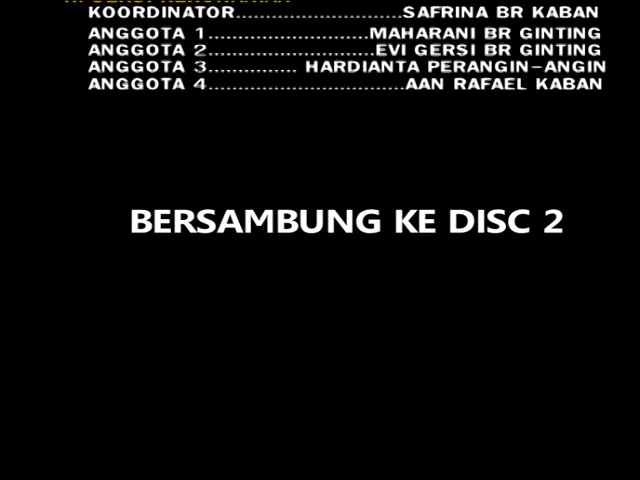 KOORDINATOR............................SAFRINA BR KABAN
ANGGOTA 1...........................MAHARANI BR GINTING
ANGGOTA 2............................EVI GERSI BR GINTING
ANGGOTA 3............... HARDIANTA PERANGIN-ANGIN
ANGGOTA 4.................................AAN RAFAEL KABAN
BERSAMBUNG KE DISC 2